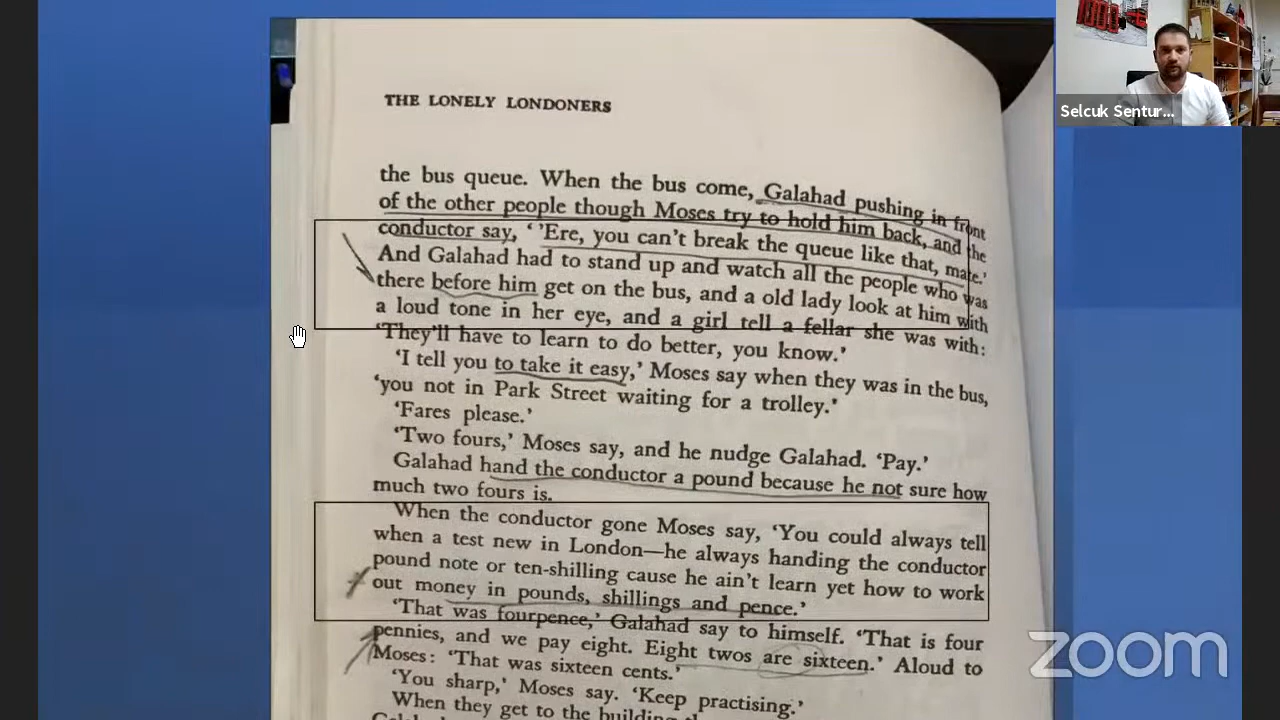 THE LONELY LONDONERS
the bus queue. When the bus come, Galahad pushing in front
of the other people though Moses try to hold him back, and the
conductor say, ‘ ’Ere, you can’t break the queue like that, mate.’
And Galahad had to stand up and watch all the people who was
there before him get on the bus, and a old lady look at him with
a loud tone in her eye, and a girl tell a fellar she was with:
‘They’ll have to learn to do better, you know.’
‘I tell you to take it easy,’ Moses say when they was in the bus,
‘you not in Park Street waiting for a trolley.’
‘Fares please.’
‘Two fours,’ Moses say, and he nudge Galahad. ‘Pay.’
Galahad hand the conductor a pound because he not sure how
much two fours is.
When the conductor gone Moses say, ‘You could always tell
when a test new in London—he always handing the conductor
pound note or ten-shilling cause he ain’t learn yet how to work
out money in pounds, shillings and pence.’
‘That was fourpence,’ Galahad say to himself. ‘That is four
pennies, and we pay eight. Eight twos are sixteen.’ Aloud to
Moses: ‘That was sixteen cents.’
‘You sharp,’ Moses say. ‘Keep practising.’
When they get to the building
Selcuk Sentur...
zoom